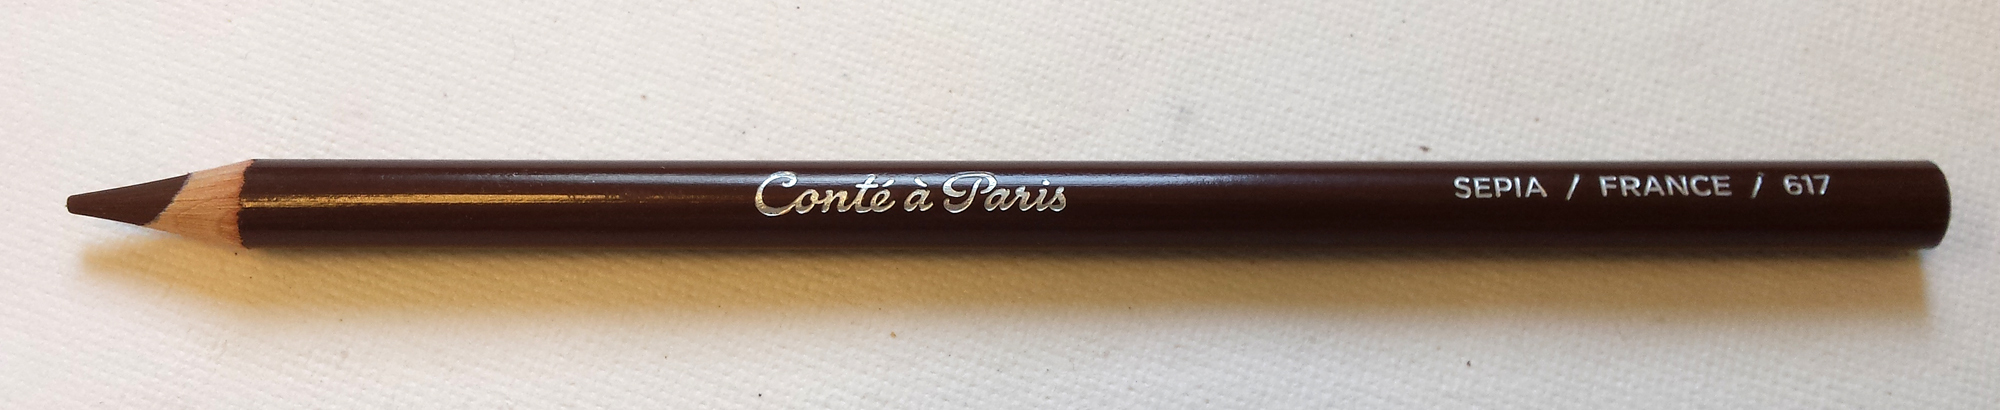 Conté à Paris
SEPIA / FRANCE / 617